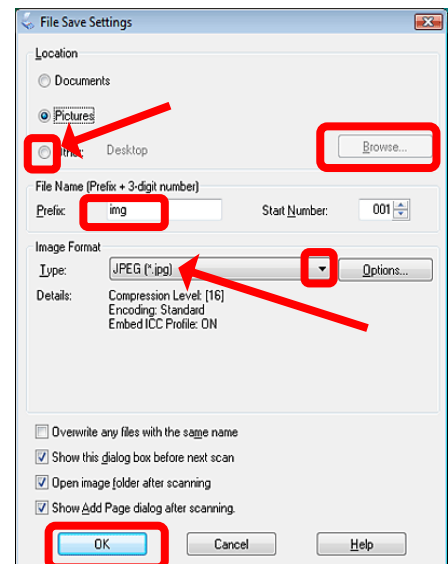 File Save Settings
Location
Documents
Pictures
Other: Desktop Browse...
File Name (Prefix + 3-digit number)
Prefix: img Start Number: 001
Image Format
Type: JPEG (*.jpg) Options...
Details: Compression Level: [16]
Encoding: Standard
Embed ICC Profile: ON
Overwrite any files with the same name
Show this dialog box before next scan
Open image folder after scanning
Show Add Page dialog after scanning.
OK Cancel Help